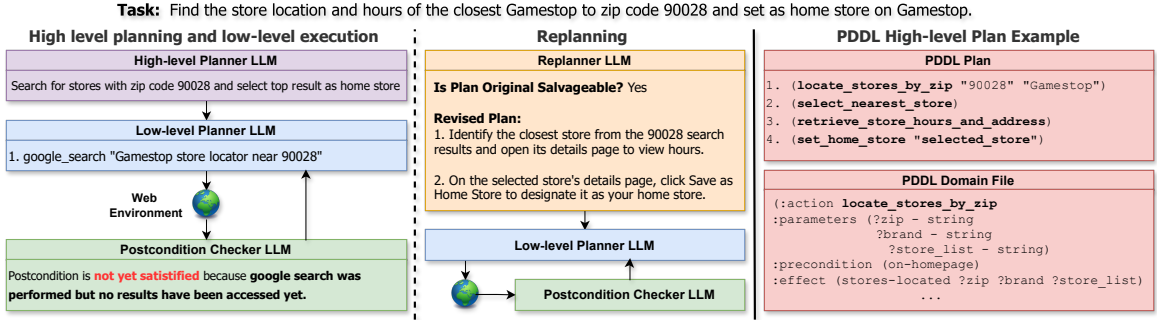 Task: Find the store location and hours of the closest Gamestop to zip code 90028 and set as home store on Gamestop.
High level planning and low-level execution
High-level Planner LLM
Search for stores with zip code 90028 and select top result as home store
Low-level Planner LLM
1. google_search "Gamestop store locator near 90028"
Web
Environment
Postcondition Checker LLM
Postcondition is not yet satistified because google search was
performed but no results have been accessed yet.
Replanning
Replanner LLM
Is Plan Original Salvageable? Yes
Revised Plan:
1. Identify the closest store from the 90028 search
results and open its details page to view hours.
2. On the selected store's details page, click Save as
Home Store to designate it as your home store.
Low-level Planner LLM
Postcondition Checker LLM
PDDL High-level Plan Example
PDDL Plan
1. (locate_stores_by_zip "90028" "Gamestop")
2. (select_nearest_store)
3. (retrieve_store_hours_and_address)
4. (set_home_store "selected_store")
PDDL Domain File
(:action locate_stores_by_zip
:parameters (?zip - string
?brand - string
?store_list - string)
:precondition (on-homepage)
:effect (stores-located ?zip ?brand ?store_list)
...